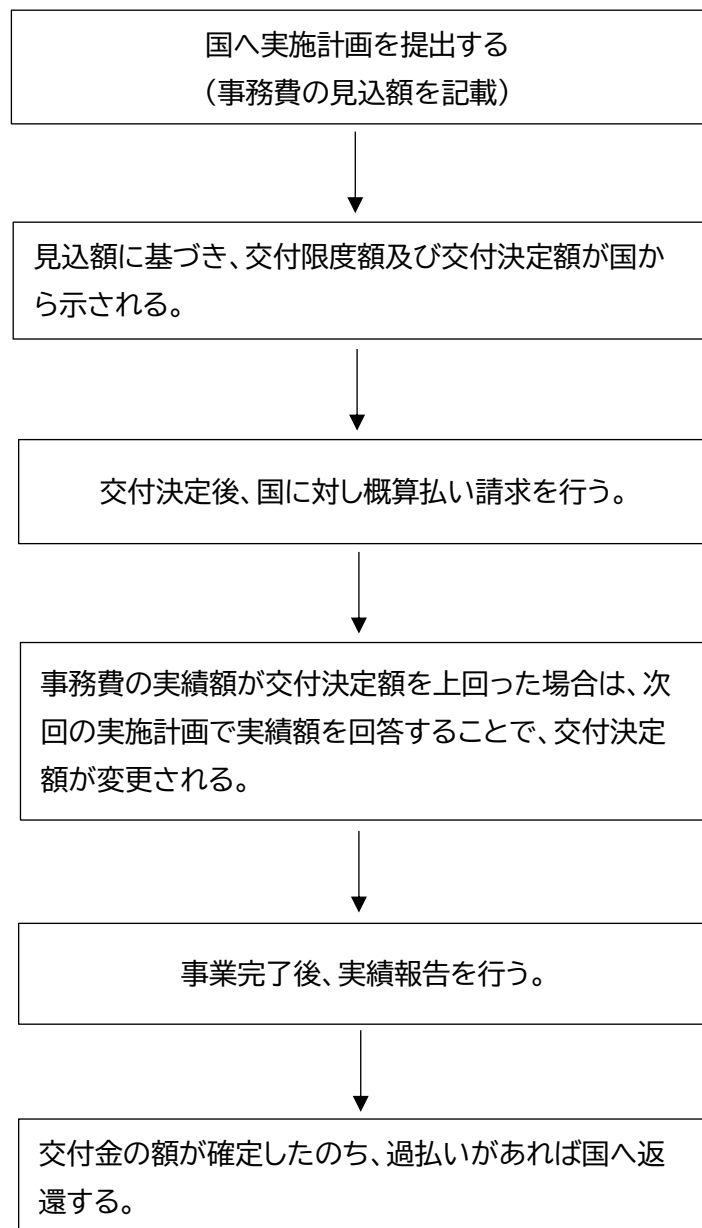 国へ実施計画を提出する
（事務費の見込額を記載）
見込額に基づき、交付限度額及び交付決定額が国か
ら示される。
交付決定後、国に対し概算払い請求を行う。
事務費の実績額が交付決定額を上回った場合は、次
回の実施計画で実績額を回答することで、交付決定
額が変更される。
事業完了後、実績報告を行う。
交付金の額が確定したのち、過払いがあれば国へ返
還する。